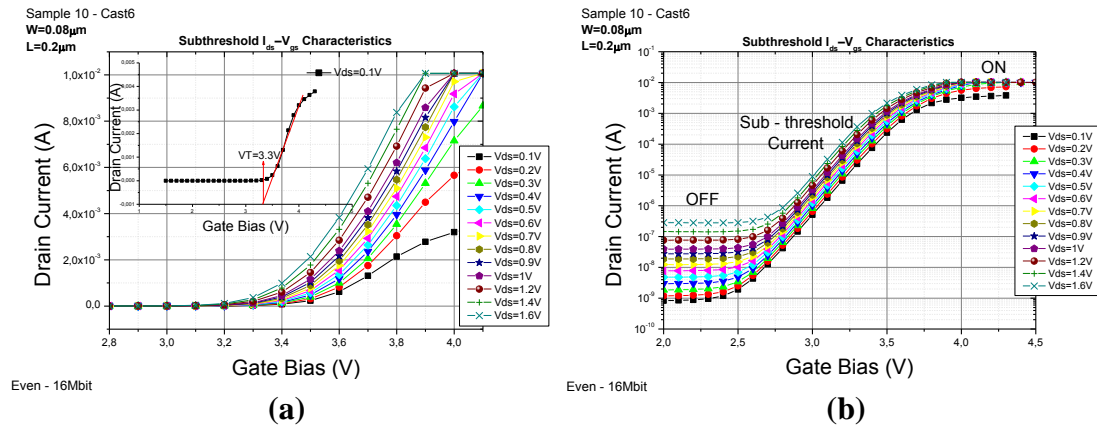 Sample 10 - Cast6
W=0.08µm
L=0.2µm
Subthreshold I_ds–V_gs Characteristics
Drain Current (A)
1,0×10⁻²
8,0×10⁻³
6,0×10⁻³
4,0×10⁻³
2,0×10⁻³
0,0
2,8 3,0 3,2 3,4 3,6 3,8 4,0
Gate Bias (V)
Drain Current (A)
0,005
0,004
0,003
0,002
0,001
0,000
-0,001
1 2 3 4 5
Gate Bias (V)
Vds=0.1V
VT=3.3V
Vds=0.1V
Vds=0.2V
Vds=0.3V
Vds=0.4V
Vds=0.5V
Vds=0.6V
Vds=0.7V
Vds=0.8V
Vds=0.9V
Vds=1V
Vds=1.2V
Vds=1.4V
Vds=1.6V
Even - 16Mbit
(a)
Sample 10 - Cast6
W=0.08µm
L=0.2µm
Subthreshold I_ds–V_gs Characteristics
Drain Current (A)
10⁻¹
10⁻²
10⁻³
10⁻⁴
10⁻⁵
10⁻⁶
10⁻⁷
10⁻⁸
10⁻⁹
10⁻¹⁰
2,0 2,5 3,0 3,5 4,0 4,5
Gate Bias (V)
ON
Sub - threshold
Current
OFF
Vds=0.1V
Vds=0.2V
Vds=0.3V
Vds=0.4V
Vds=0.5V
Vds=0.6V
Vds=0.7V
Vds=0.8V
Vds=0.9V
Vds=1V
Vds=1.2V
Vds=1.4V
Vds=1.6V
Even - 16Mbit
(b)